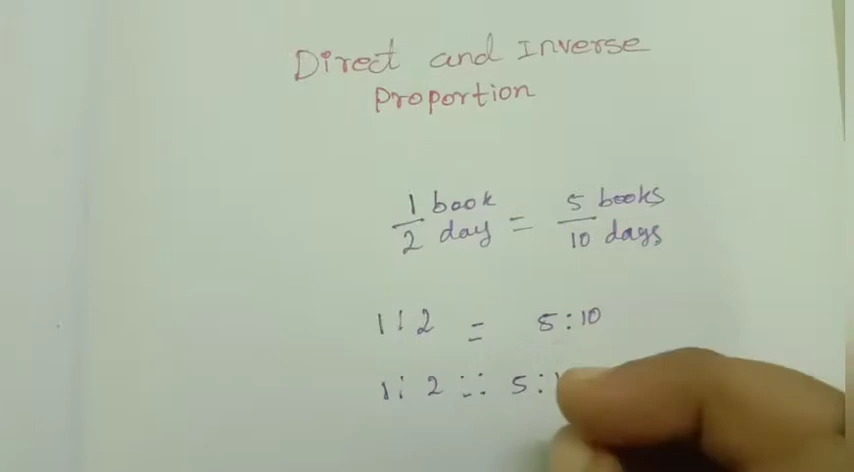 Direct and Inverse
Proportion
1 book / 2 day = 5 books / 10 days
1:2 = 5:10
1:2 :: 5: